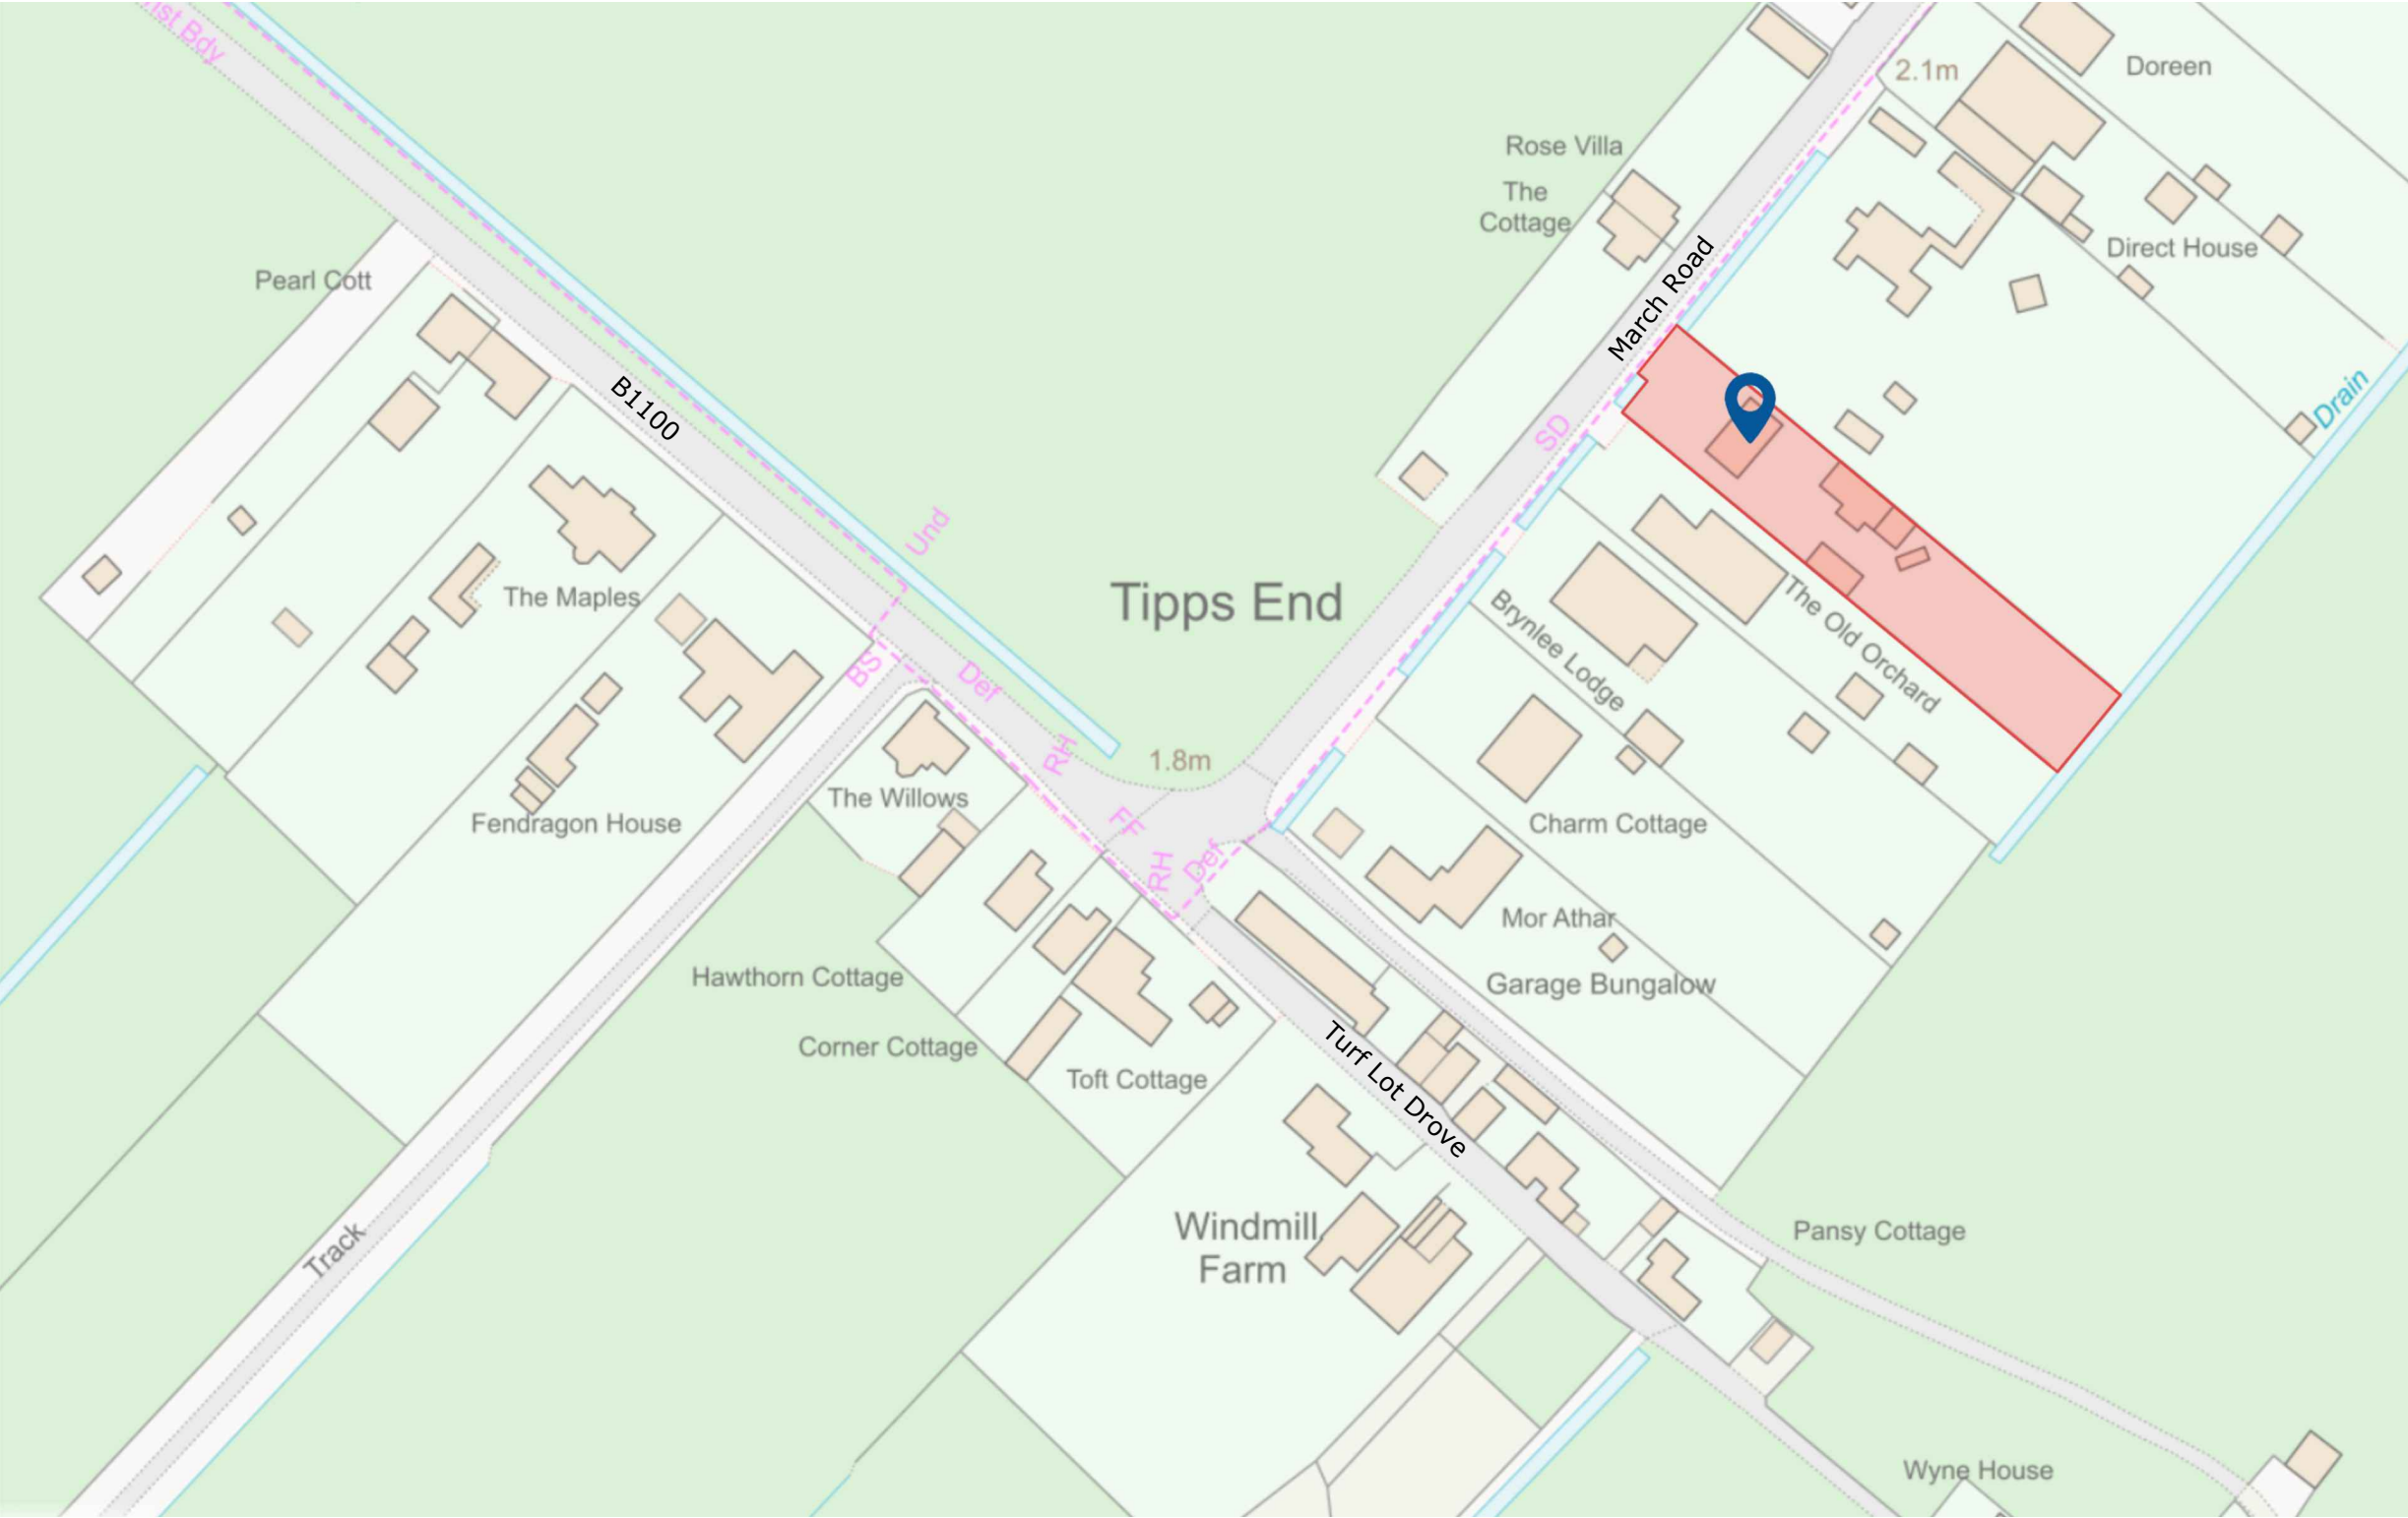 ist Bdy
Doreen
2.1m
Rose Villa
The
Cottage
Direct House
March Road
Pearl Cott
Drain
B1100
SD
Und
The Maples
Tipps End
Brynlee Lodge
The Old Orchard
BS
Def
RH
1.8m
The Willows
FF
RH
Def
Charm Cottage
Fendragon House
Mor Athar
Hawthorn Cottage
Garage Bungalow
Corner Cottage
Toft Cottage
Turf Lot Drove
Windmill
Farm
Pansy Cottage
Track
Wyne House